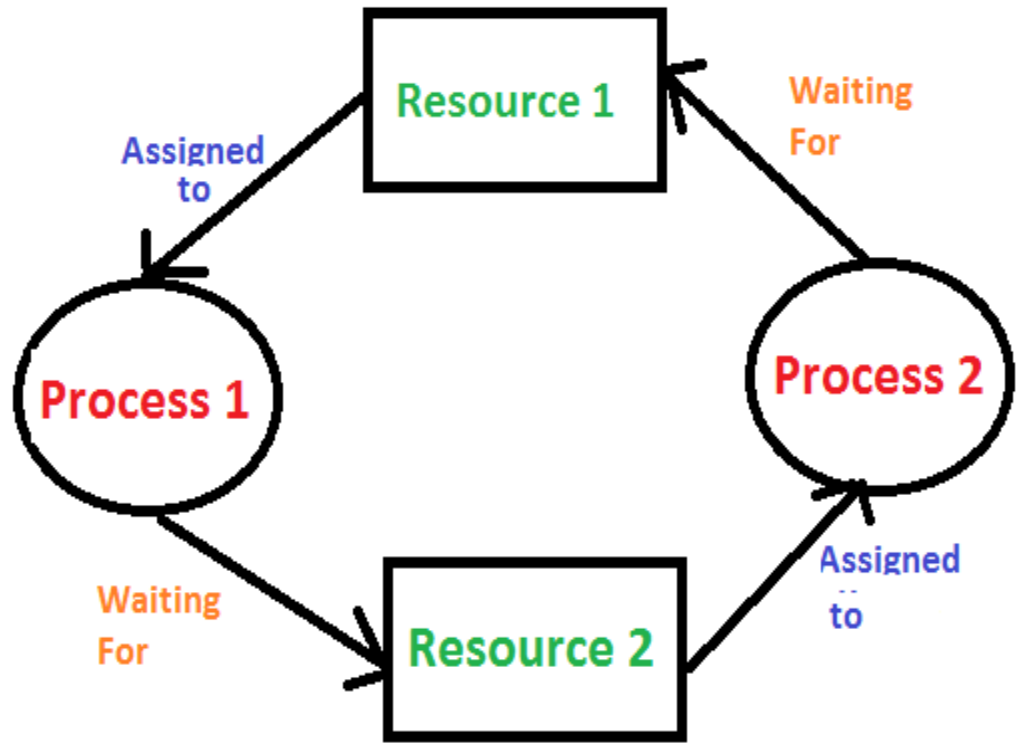 Resource 1
Waiting
For
Assigned
to
Process 1
Process 2
Waiting
For
Resource 2
Assigned
to